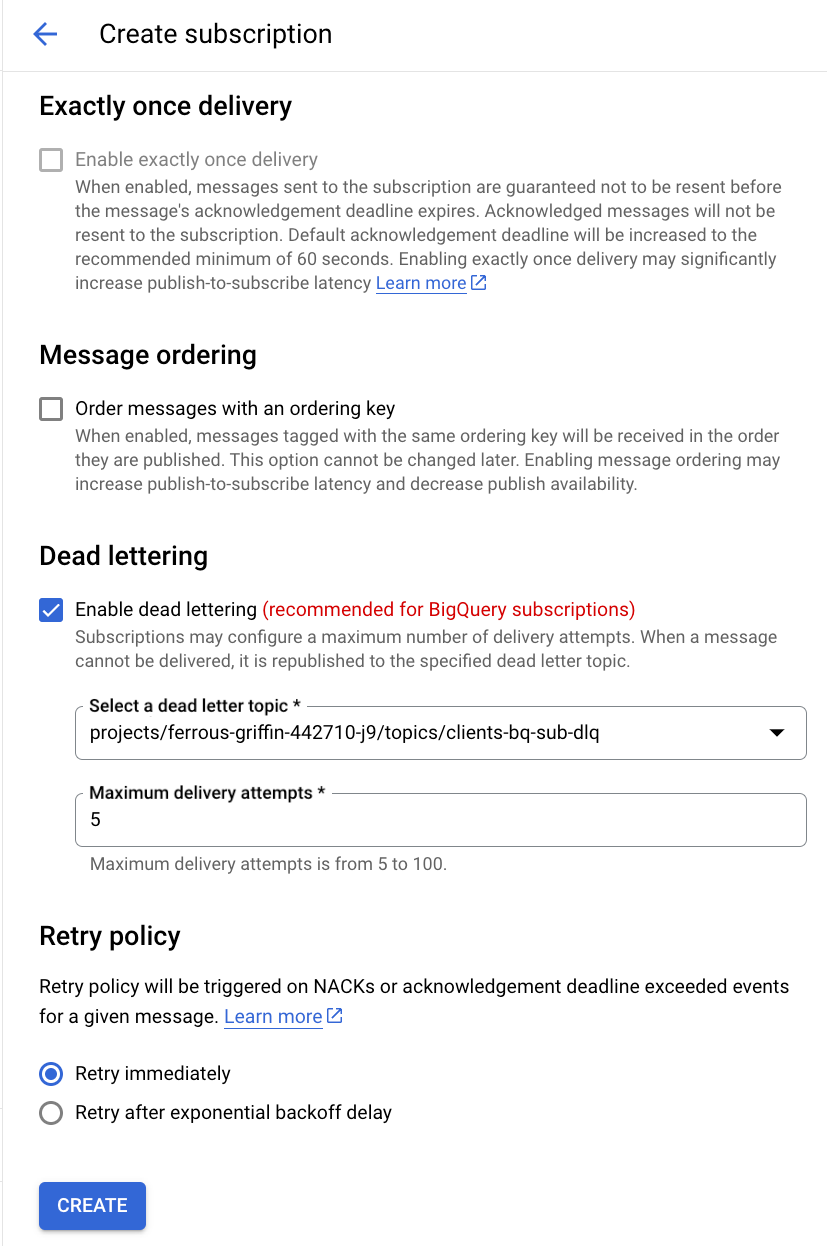 Create subscription
Exactly once delivery
Enable exactly once delivery
When enabled, messages sent to the subscription are guaranteed not to be resent before
the message's acknowledgement deadline expires. Acknowledged messages will not be
resent to the subscription. Default acknowledgement deadline will be increased to the
recommended minimum of 60 seconds. Enabling exactly once delivery may significantly
increase publish-to-subscribe latency Learn more
Message ordering
Order messages with an ordering key
When enabled, messages tagged with the same ordering key will be received in the order
they are published. This option cannot be changed later. Enabling message ordering may
increase publish-to-subscribe latency and decrease publish availability.
Dead lettering
Enable dead lettering (recommended for BigQuery subscriptions)
Subscriptions may configure a maximum number of delivery attempts. When a message
cannot be delivered, it is republished to the specified dead letter topic.
Select a dead letter topic *
projects/ferrous-griffin-442710-j9/topics/clients-bq-sub-dlq
Maximum delivery attempts *
5
Maximum delivery attempts is from 5 to 100.
Retry policy
Retry policy will be triggered on NACKs or acknowledgement deadline exceeded events
for a given message. Learn more
Retry immediately
Retry after exponential backoff delay
CREATE